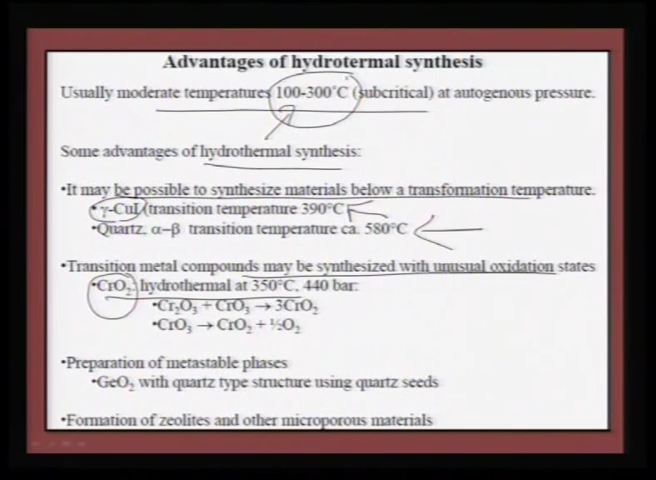 Advantages of hydrotermal synthesis
Usually moderate temperatures 100-300°C (subcritical) at autogenous pressure.
Some advantages of hydrothermal synthesis:
•It may be possible to synthesize materials below a transformation temperature.
•γ-CuI (transition temperature 390°C
•Quartz, α-β transition temperature ca. 580°C
•Transition metal compounds may be synthesized with unusual oxidation states
•CrO₂: hydrothermal at 350°C, 440 bar:
•Cr₂O₃ + CrO₃ → 3CrO₂
•CrO₃ → CrO₂ + ½O₂
•Preparation of metastable phases
•GeO₂ with quartz type structure using quartz seeds
•Formation of zeolites and other microporous materials